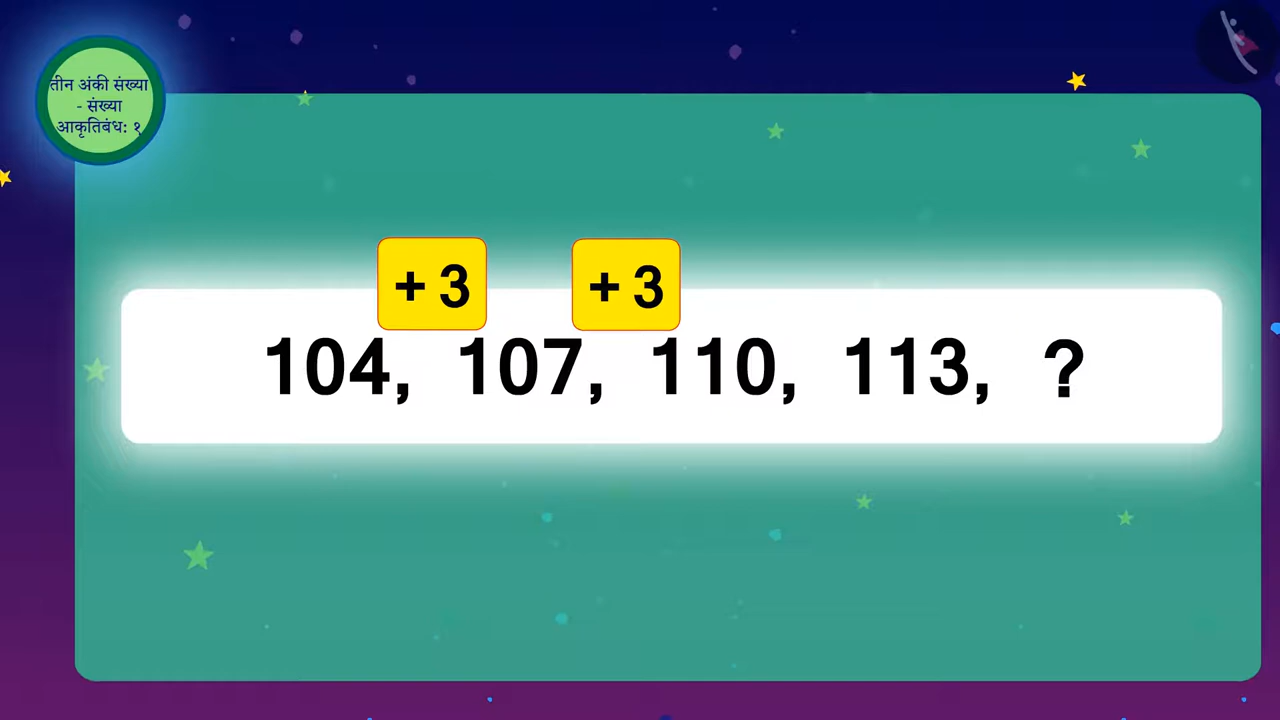 तीन अंकी संख्या
- संख्या
आकृतिबंध: १
+ 3 + 3
104, 107, 110, 113, ?